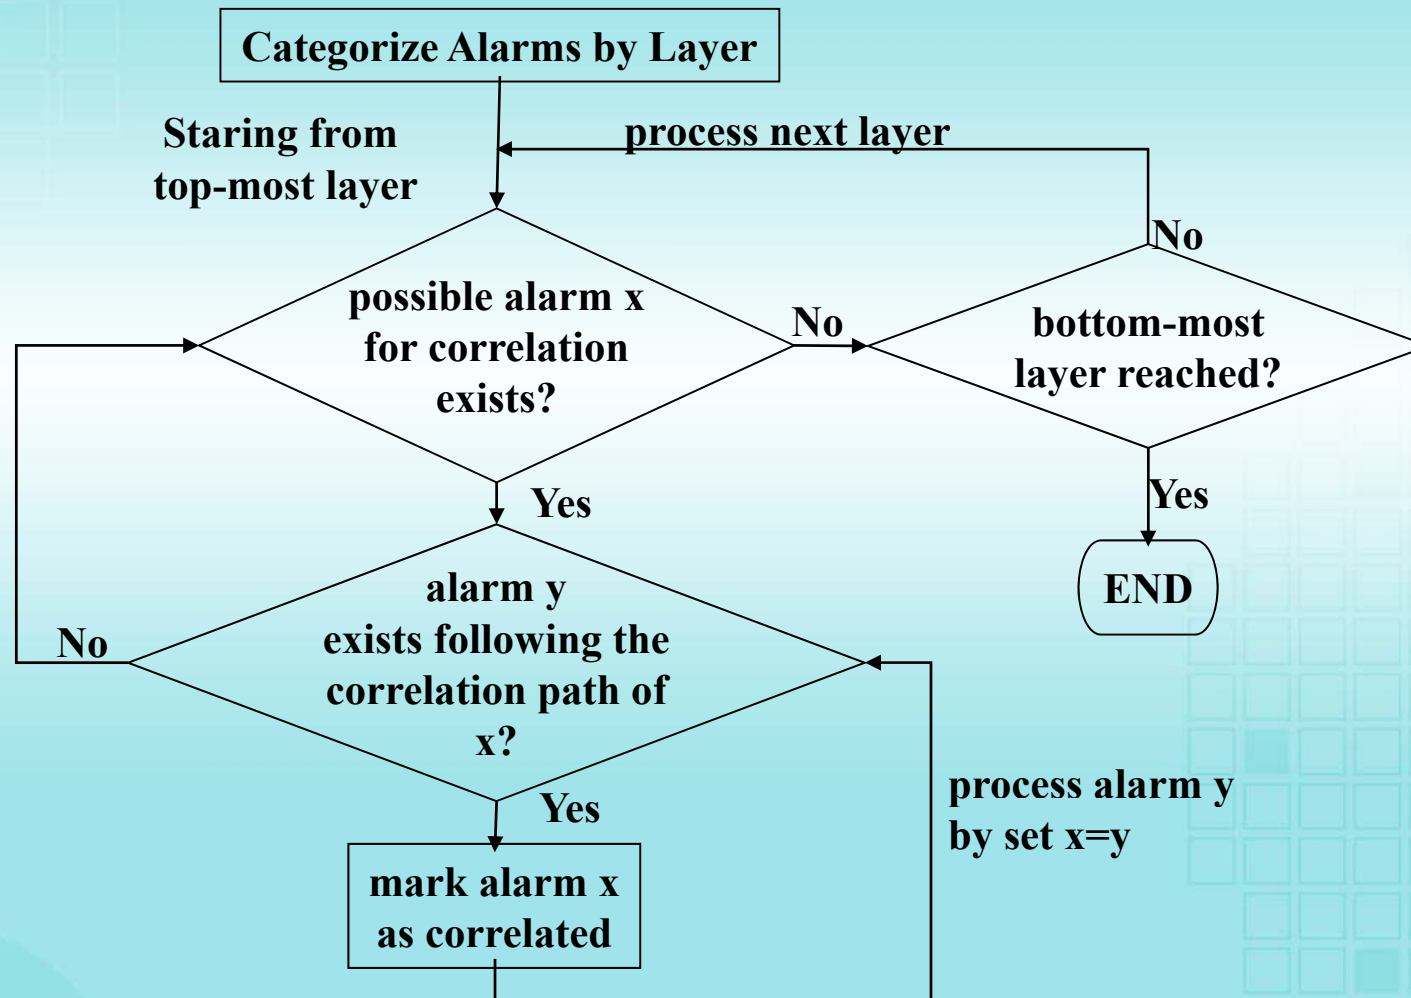 Categorize Alarms by Layer
Staring from
top-most layer
process next layer
No
possible alarm x
for correlation
exists?
No
bottom-most
layer reached?
Yes
Yes
END
alarm y
exists following the
correlation path of
x?
No
Yes
process alarm y
by set x=y
mark alarm x
as correlated